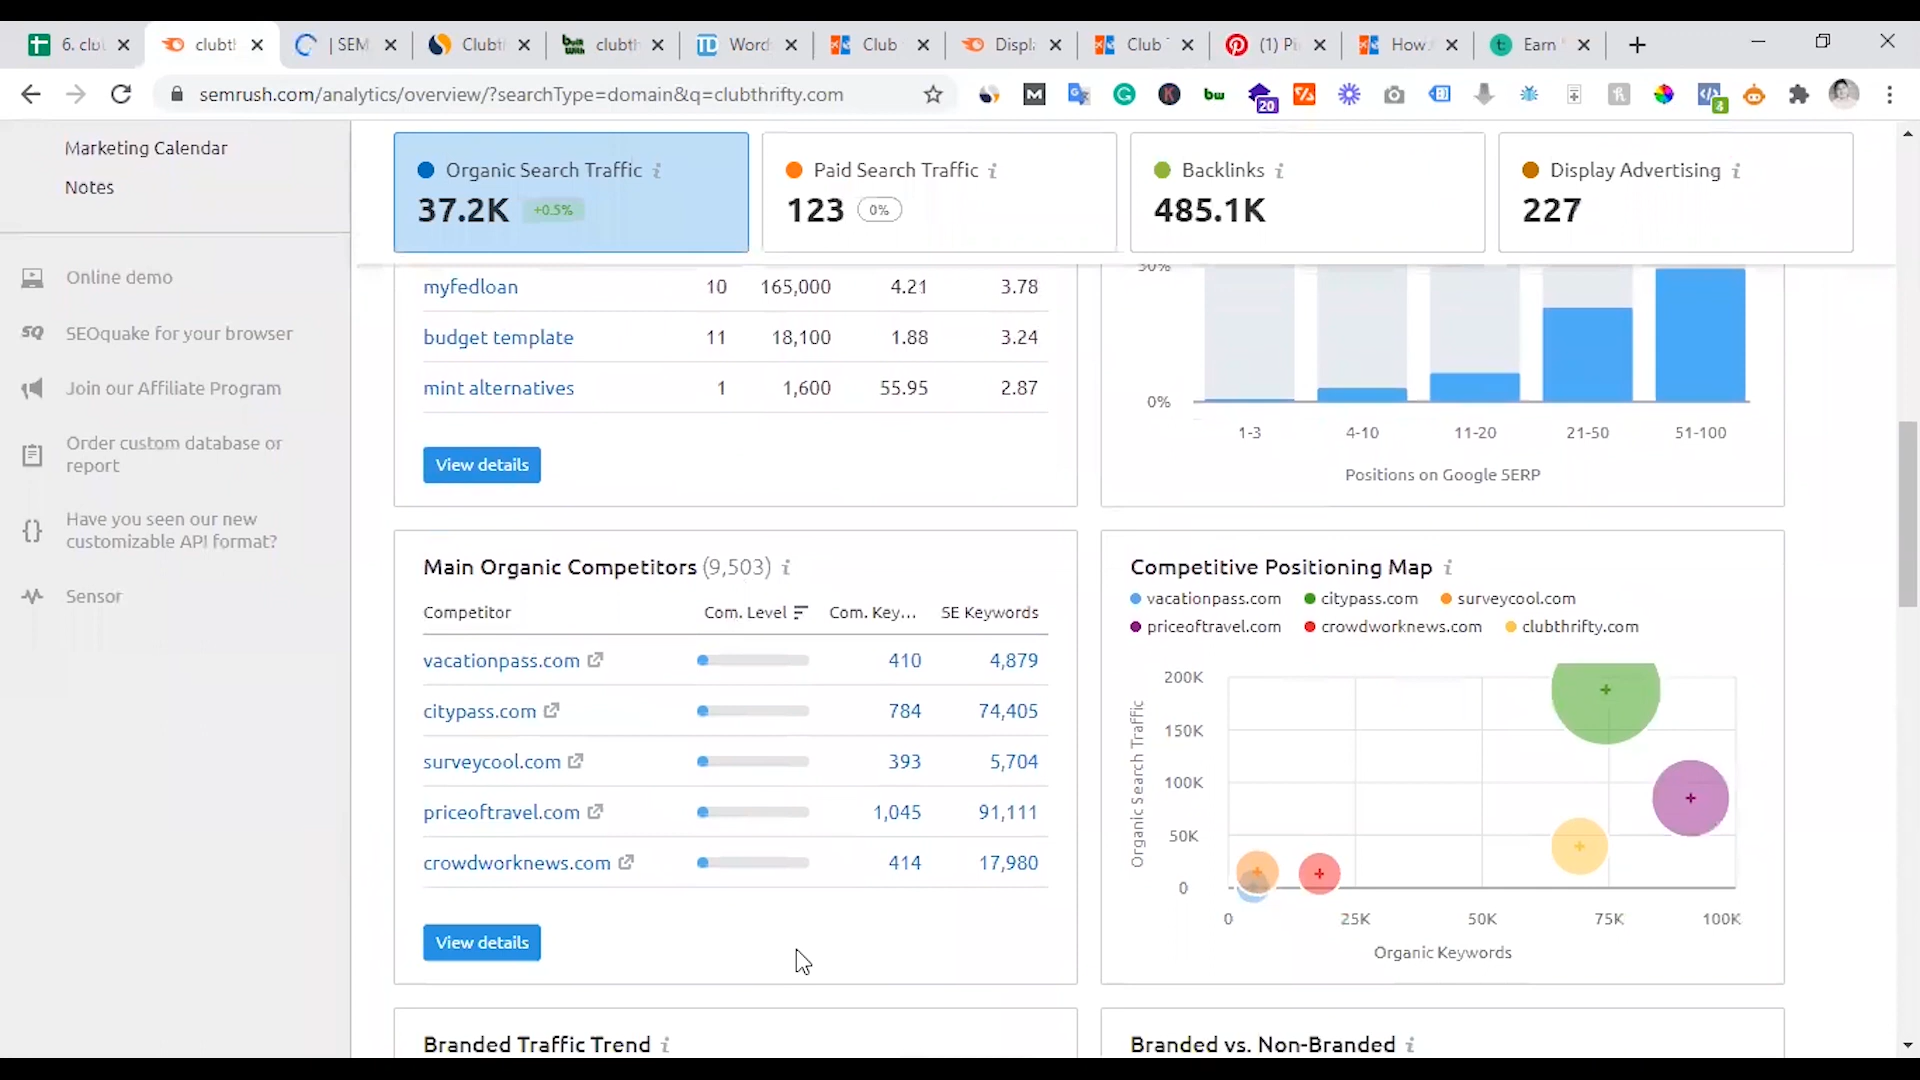 6. clu
clubt
| SEM
Clubt
built with
clubth
TD
Word
Club
Displ
Club
(1) Pi
How
t
Earn
semrush.com/analytics/overview/?searchType=domain&q=clubthrifty.com
M
K
bw
20
4
Marketing Calendar
Notes
Online demo
SQ SEOquake for your browser
Join our Affiliate Program
Order custom database or
report
Have you seen our new
customizable API format?
Sensor
Organic Search Traffic i
37.2K +0.5%
Paid Search Traffic i
123 0%
Backlinks i
485.1K
Display Advertising i
227
myfedloan 10 165,000 4.21 3.78
budget template 11 18,100 1.88 3.24
mint alternatives 1 1,600 55.95 2.87
View details
0%
1-3 4-10 11-20 21-50 51-100
Positions on Google SERP
Main Organic Competitors (9,503) i
Competitor Com. Level Com. Key... SE Keywords
vacationpass.com 410 4,879
citypass.com 784 74,405
surveycool.com 393 5,704
priceoftravel.com 1,045 91,111
crowdworknews.com 414 17,980
View details
Competitive Positioning Map i
vacationpass.com citypass.com surveycool.com
priceoftravel.com crowdworknews.com clubthrifty.com
200K
150K
100K
50K
0
Organic Search Traffic
0 25K 50K 75K 100K
Organic Keywords
Branded Traffic Trend i
Branded vs. Non-Branded i